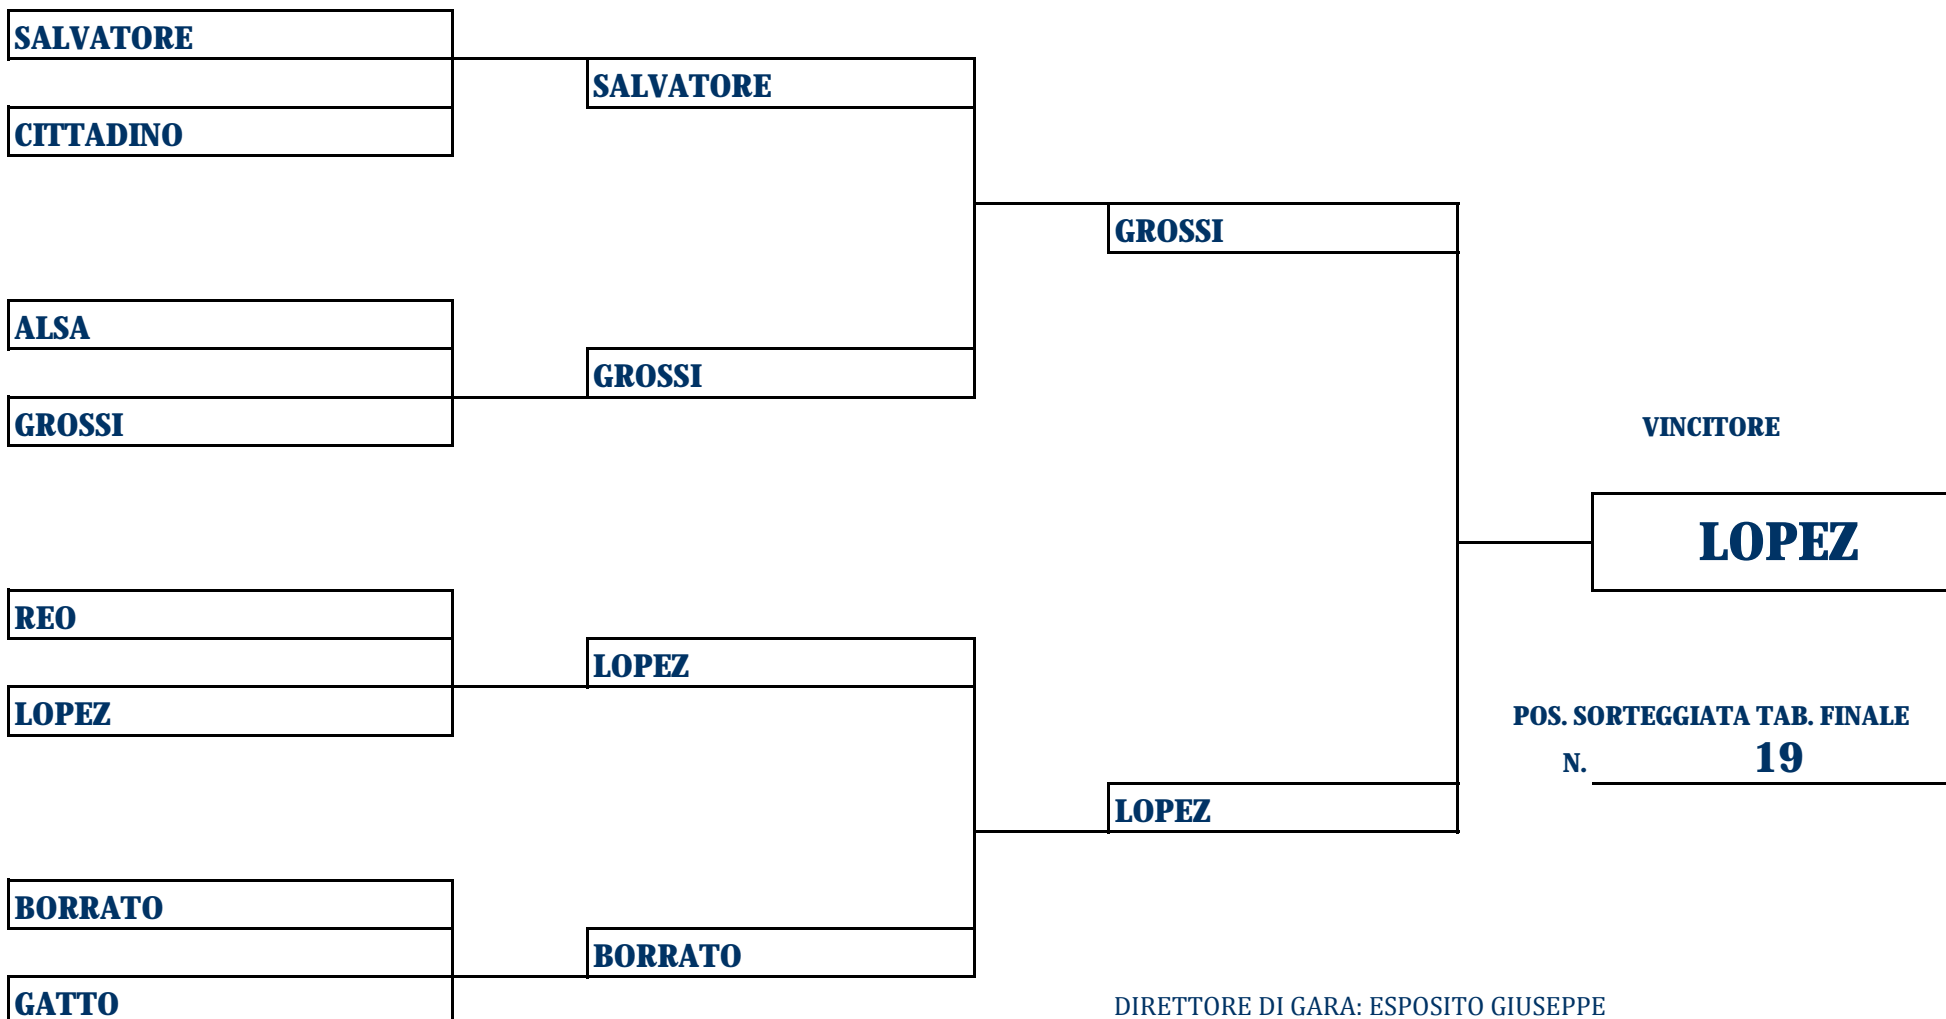 SALVATORE
SALVATORE
CITTADINO
GROSSI
ALSA
GROSSI
GROSSI
VINCITORE
LOPEZ
REO
LOPEZ
LOPEZ
POS. SORTEGGIATA TAB. FINALE
N. 19
LOPEZ
BORRATO
BORRATO
GATTO
DIRETTORE DI GARA: ESPOSITO GIUSEPPE